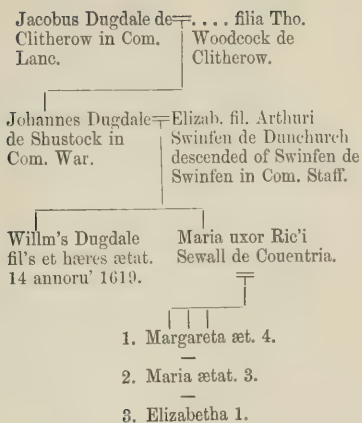 Jacobus Dugdale de
Clitherow in Com.
Lanc.
.... filia Tho.
Woodcock de
Clitherow.
Johannes Dugdale
de Shustock in
Com. War.
Elizab. fil. Arthuri
Swinfen de Dunchurch
descended of Swinfen de
Swinfen in Com. Staff.
Willm's Dugdale
fil's et hæres ætat.
14 annoru' 1619.
Maria uxor Ric'i
Sewall de Couentria.
1. Margareta æt. 4.
2. Maria ætat. 3.
3. Elizabetha 1.